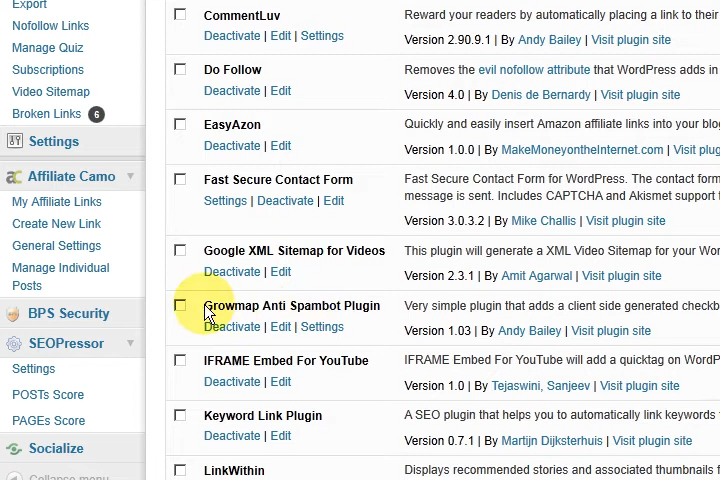 Export
Nofollow Links
Manage Quiz
Subscriptions
Video Sitemap
Broken Links 6
Settings
Affiliate Camo
My Affiliate Links
Create New Link
General Settings
Manage Individual
Posts
BPS Security
SEOPressor
Settings
POSTs Score
PAGEs Score
Socialize
Collapse menu
CommentLuv
Deactivate | Edit | Settings
Reward your readers by automatically placing a link to their
Version 2.90.9.1 | By Andy Bailey | Visit plugin site
Do Follow
Deactivate | Edit
Removes the evil nofollow attribute that WordPress adds in
Version 4.0 | By Denis de Bernardy | Visit plugin site
EasyAzon
Deactivate | Edit
Quickly and easily insert Amazon affiliate links into your blog
Version 1.0.0 | By MakeMoneyontheInternet.com | Visit plug
Fast Secure Contact Form
Settings | Deactivate | Edit
Fast Secure Contact Form for WordPress. The contact form
message is sent. Includes CAPTCHA and Akismet support f
Version 3.0.3.2 | By Mike Challis | Visit plugin site
Google XML Sitemap for Videos
Deactivate | Edit
This plugin will generate a XML Video Sitemap for your Wor
Version 2.3.1 | By Amit Agarwal | Visit plugin site
Growmap Anti Spambot Plugin
Deactivate | Edit | Settings
Very simple plugin that adds a client side generated checkb
Version 1.03 | By Andy Bailey | Visit plugin site
IFRAME Embed For YouTube
Deactivate | Edit
IFRAME Embed For YouTube will add a quicktag on WordP
Version 1.0 | By Tejaswini, Sanjeev | Visit plugin site
Keyword Link Plugin
Deactivate | Edit
A SEO plugin that helps you to automatically link keywords
Version 0.7.1 | By Martijn Dijksterhuis | Visit plugin site
LinkWithin
Displays recommended stories and associated thumbnails f